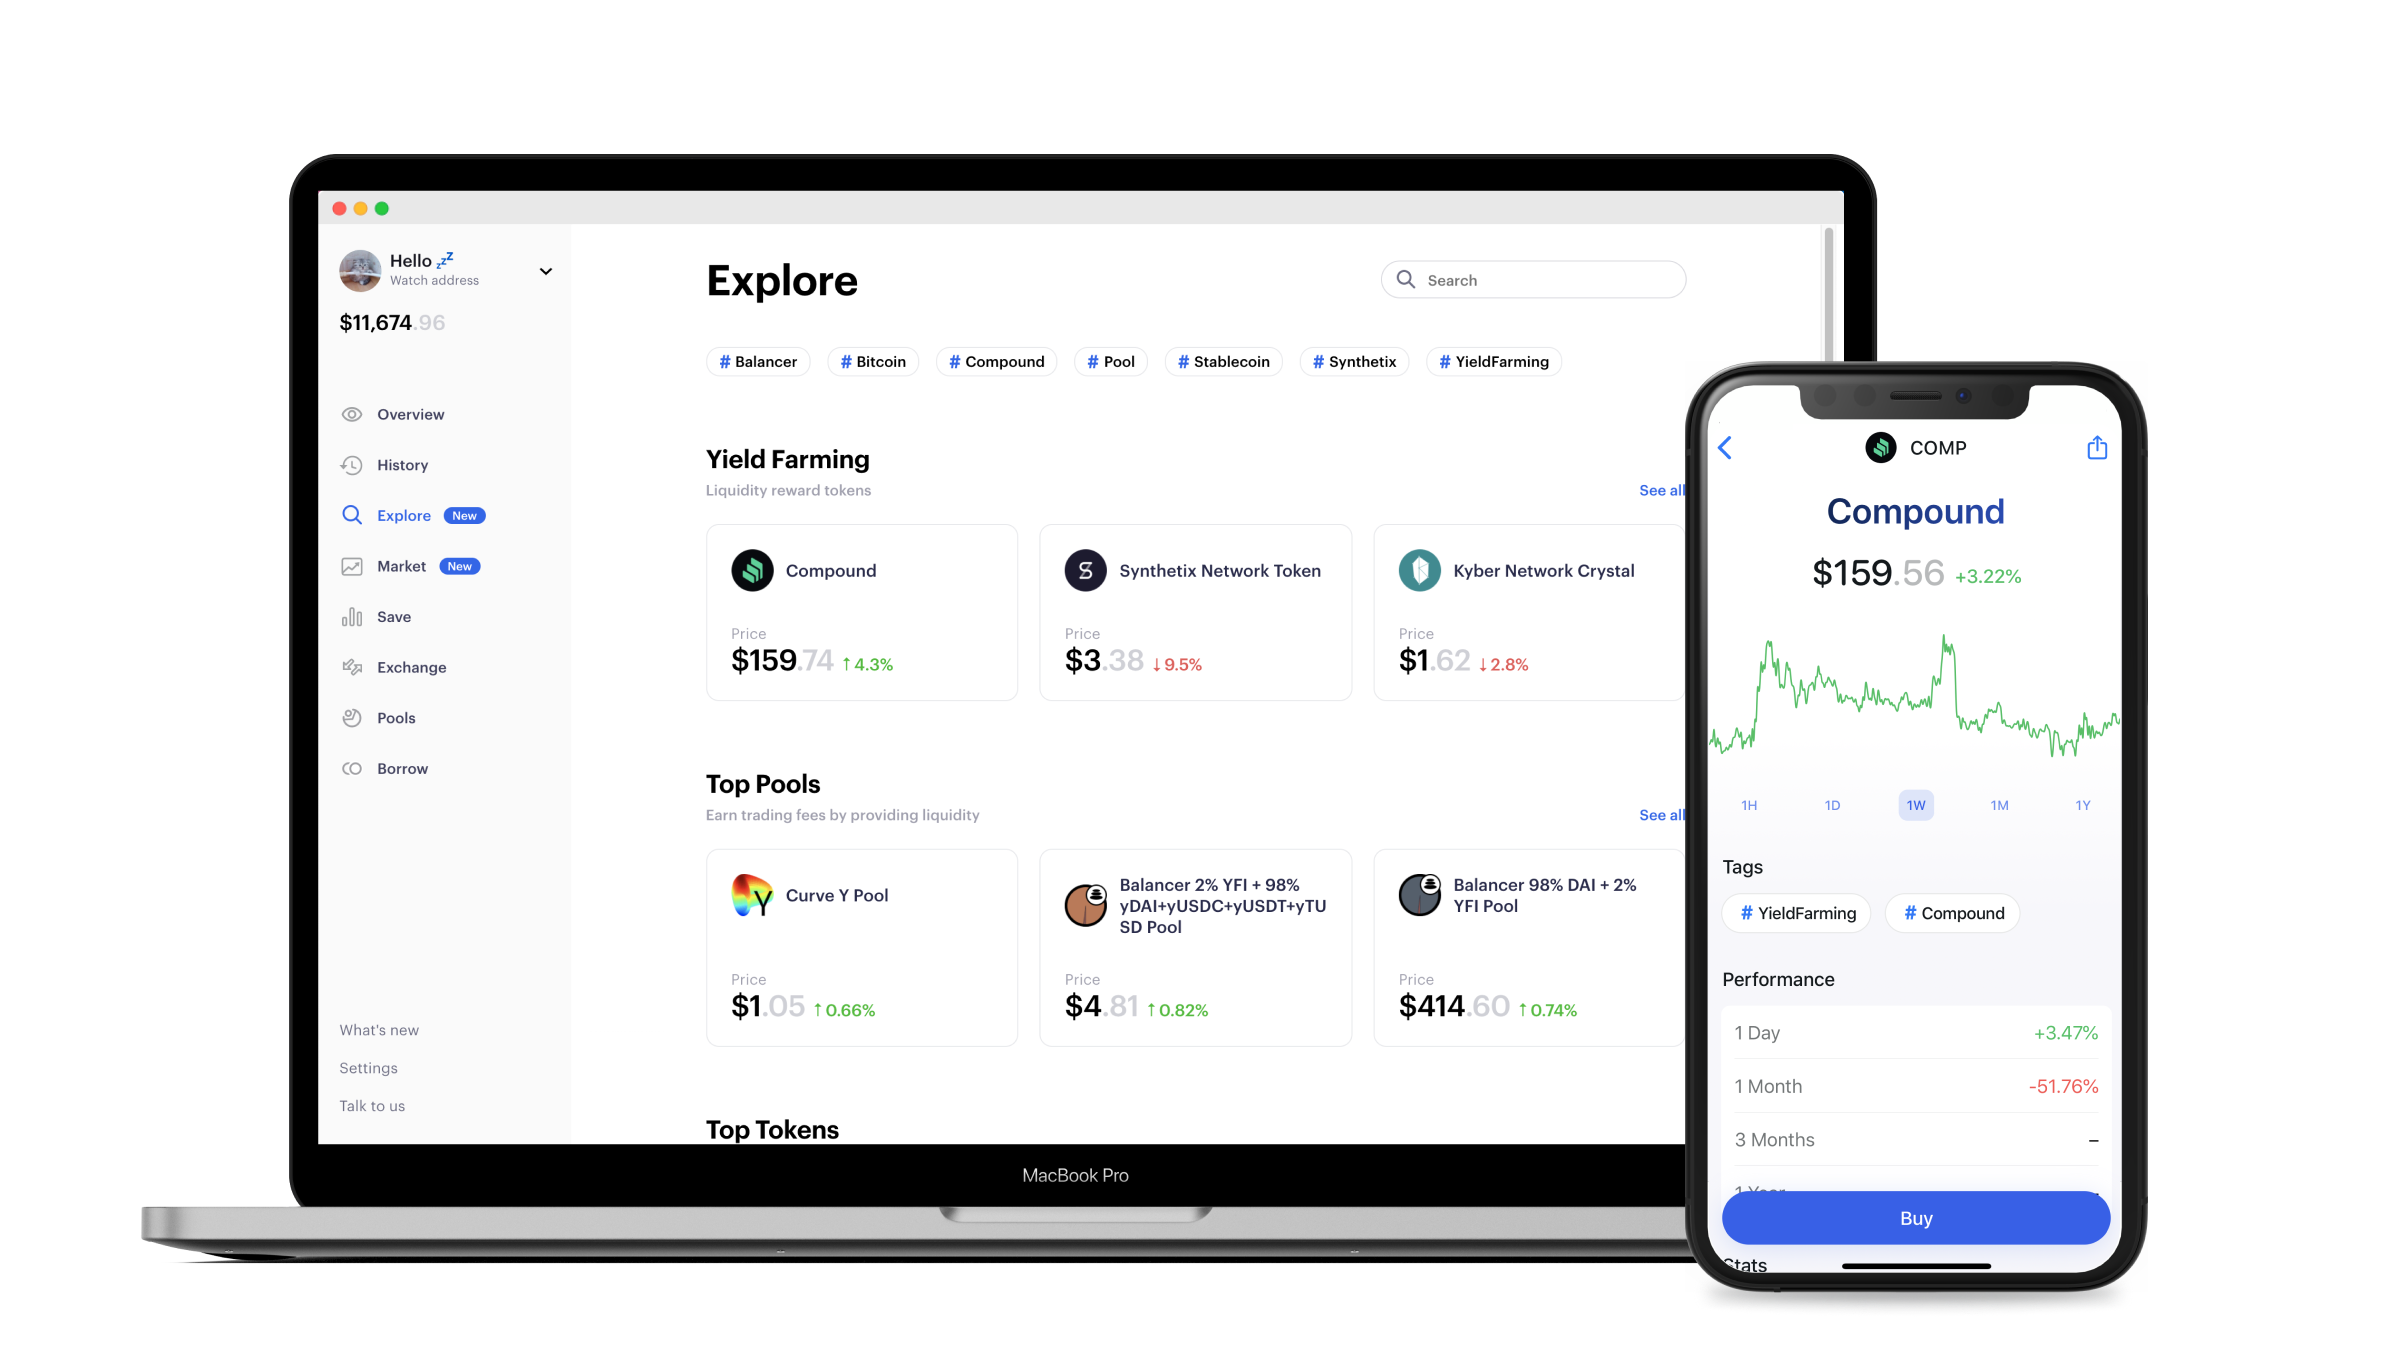 Hello zzZ
Watch address
$11,674.96
Overview
History
Explore New
Market New
Save
Exchange
Pools
Borrow
What's new
Settings
Talk to us
Explore
Search
# Balancer # Bitcoin # Compound # Pool # Stablecoin # Synthetix # YieldFarming
Yield Farming
Liquidity reward tokens
See all
Compound
Price
$159.74 ↑4.3%
S
Synthetix Network Token
Price
$3.38 ↓9.5%
Kyber Network Crystal
Price
$1.62 ↓2.8%
Top Pools
Earn trading fees by providing liquidity
See all
Y
Curve Y Pool
Price
$1.05 ↑0.66%
Balancer 2% YFI + 98%
yDAI+yUSDC+yUSDT+yTU
SD Pool
Price
$4.81 ↑0.82%
Balancer 98% DAI + 2%
YFI Pool
Price
$414.60 ↑0.74%
Top Tokens
MacBook Pro
COMP
Compound
$159.56 +3.22%
1H 1D 1W 1M 1Y
Tags
# YieldFarming # Compound
Performance
1 Day +3.47%
1 Month -51.76%
3 Months –
1 Year –
Buy
Stats